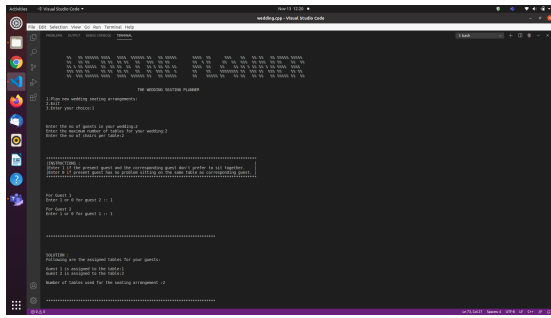 Activities
Visual Studio Code
Nov 13 12:20
wedding.cpp - Visual Studio Code
File Edit Selection View Go Run Terminal Help
PROBLEMS OUTPUT DEBUG CONSOLE TERMINAL
THE WEDDING SEATING PLANNER
1.Plan new wedding seating arrangements:
2.Exit
3.Enter your choice:1
Enter the no of guests in your wedding:2
Enter the maximum number of tables for your wedding:2
Enter the no of chairs per table:2
|INSTRUCTIONS :
|Enter 1 if the present guest and the corresponding guest don't prefer to sit together.
|Enter 0 if present guest has no problem sitting on the same table as corresponding guest. |
For Guest 1
Enter 1 or 0 for guest 2 :: 1
For Guest 2
Enter 1 or 0 for guest 1 :: 1
SOLUTION :
Following are the assigned tables for your guests:
Guest 1 is assigned to the table:1
Guest 2 is assigned to the table:2
Number of tables used for the seating arrangement :2